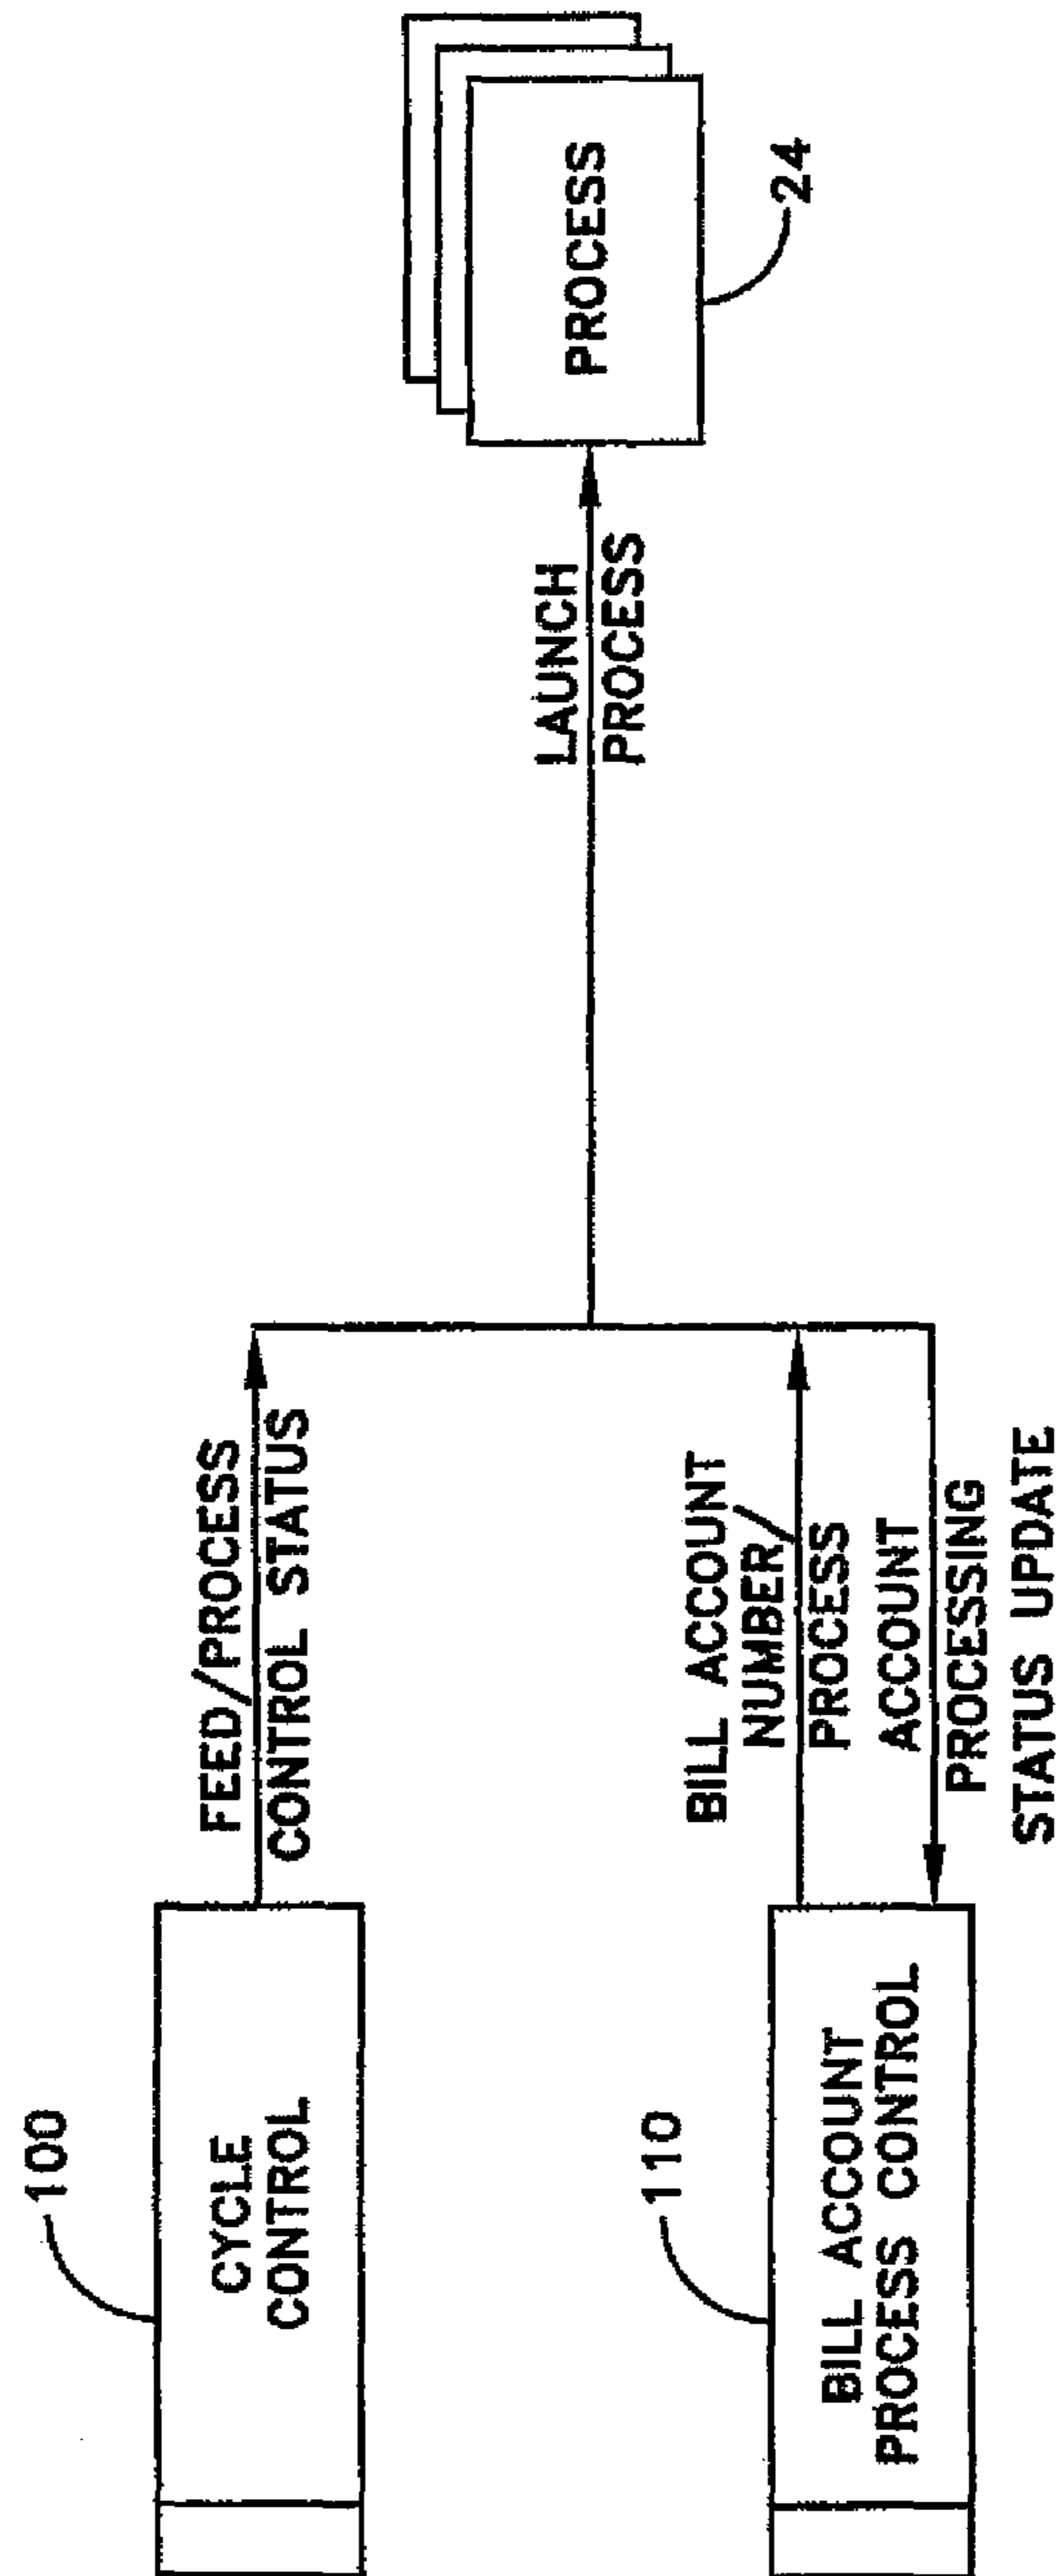 100
CYCLE
CONTROL
FEED/PROCESS
CONTROL STATUS
LAUNCH
PROCESS
PROCESS
24
110
BILL ACCOUNT
PROCESS CONTROL
BILL ACCOUNT
NUMBER/
PROCESS
ACCOUNT
PROCESSING
STATUS UPDATE